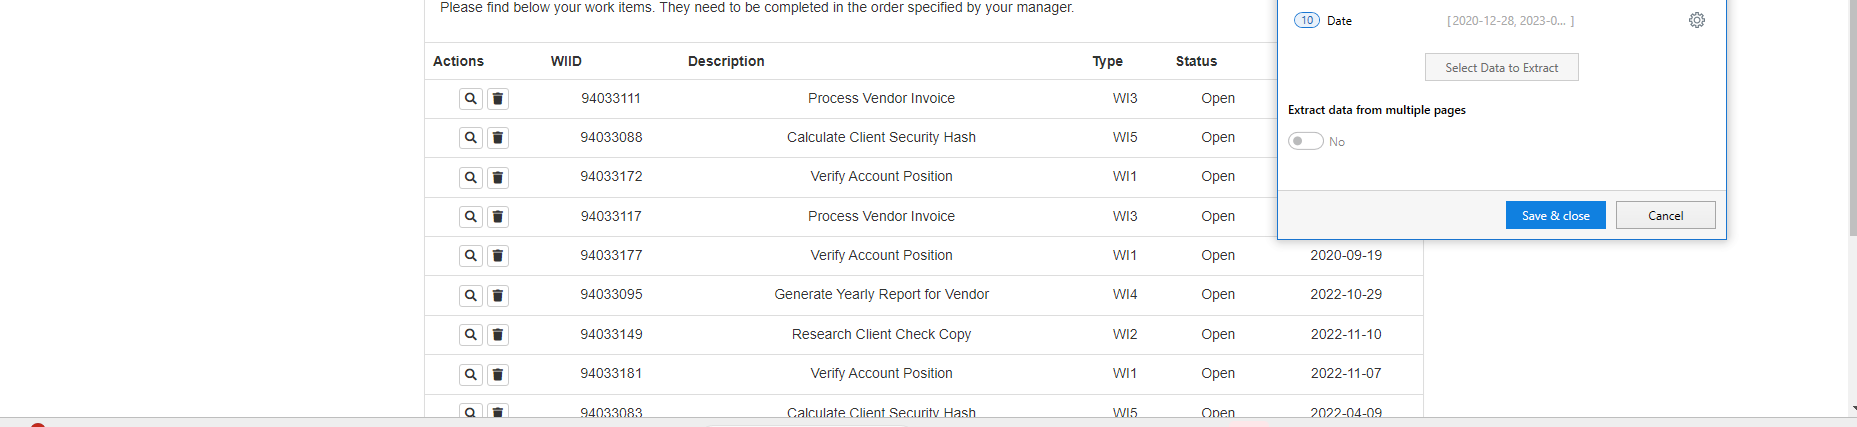 Please find below your work items. They need to be completed in the order specified by your manager.
10 Date [2020-12-28, 2023-0... ]
Select Data to Extract
Extract data from multiple pages
No
Save & close Cancel
Actions WIID Description Type Status
94033111 Process Vendor Invoice WI3 Open
94033088 Calculate Client Security Hash WI5 Open
94033172 Verify Account Position WI1 Open
94033117 Process Vendor Invoice WI3 Open
94033177 Verify Account Position WI1 Open 2020-09-19
94033095 Generate Yearly Report for Vendor WI4 Open 2022-10-29
94033149 Research Client Check Copy WI2 Open 2022-11-10
94033181 Verify Account Position WI1 Open 2022-11-07
94033083 Calculate Client Security Hash WI5 Open 2022-04-09